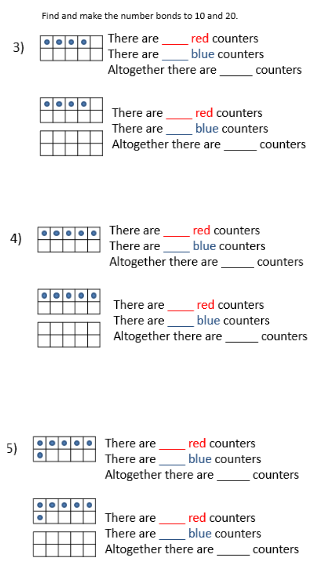 Find and make the number bonds to 10 and 20.
3)
There are ____ red counters
There are ____ blue counters
Altogether there are _____ counters
There are ____ red counters
There are ____ blue counters
Altogether there are _____ counters
4)
There are ____ red counters
There are ____ blue counters
Altogether there are _____ counters
There are ____ red counters
There are ____ blue counters
Altogether there are _____ counters
5)
There are ____ red counters
There are ____ blue counters
Altogether there are _____ counters
There are ____ red counters
There are ____ blue counters
Altogether there are _____ counters